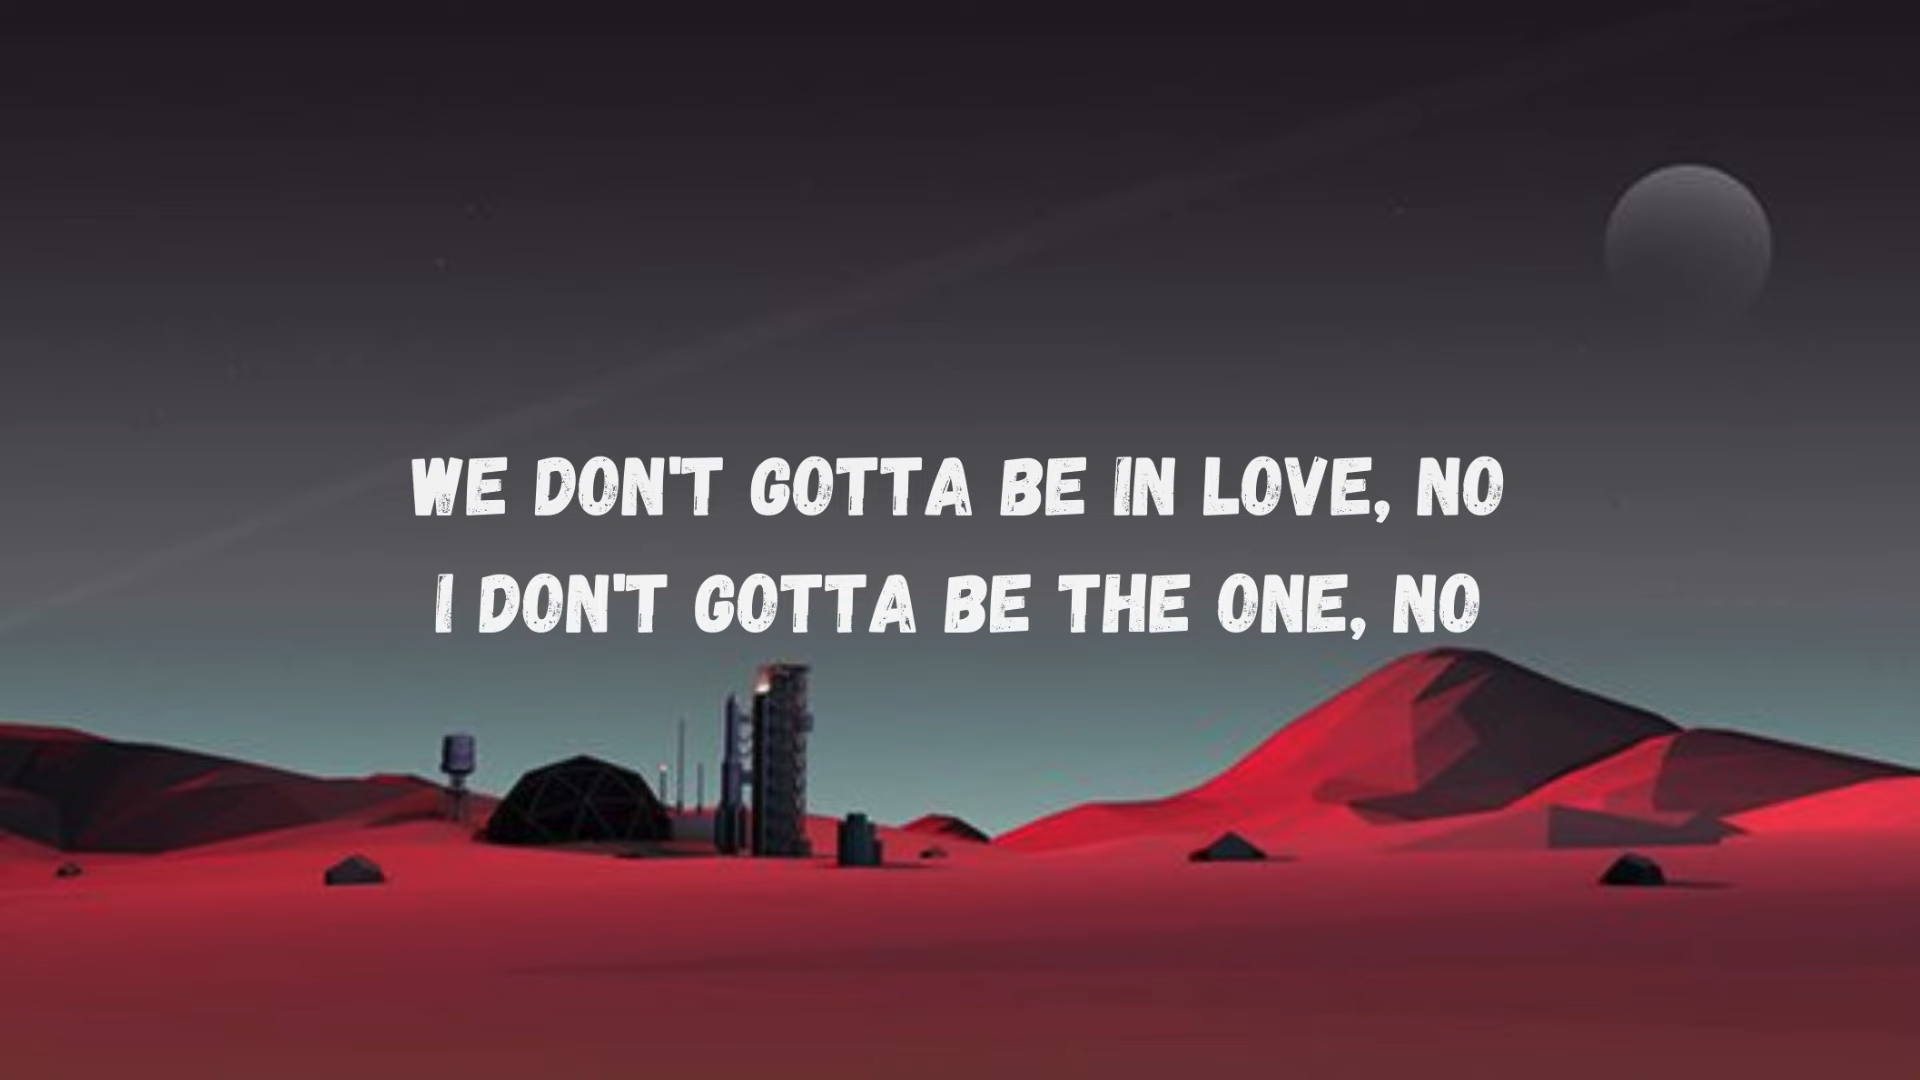 WE DON'T GOTTA BE IN LOVE, NO
I DON'T GOTTA BE THE ONE, NO